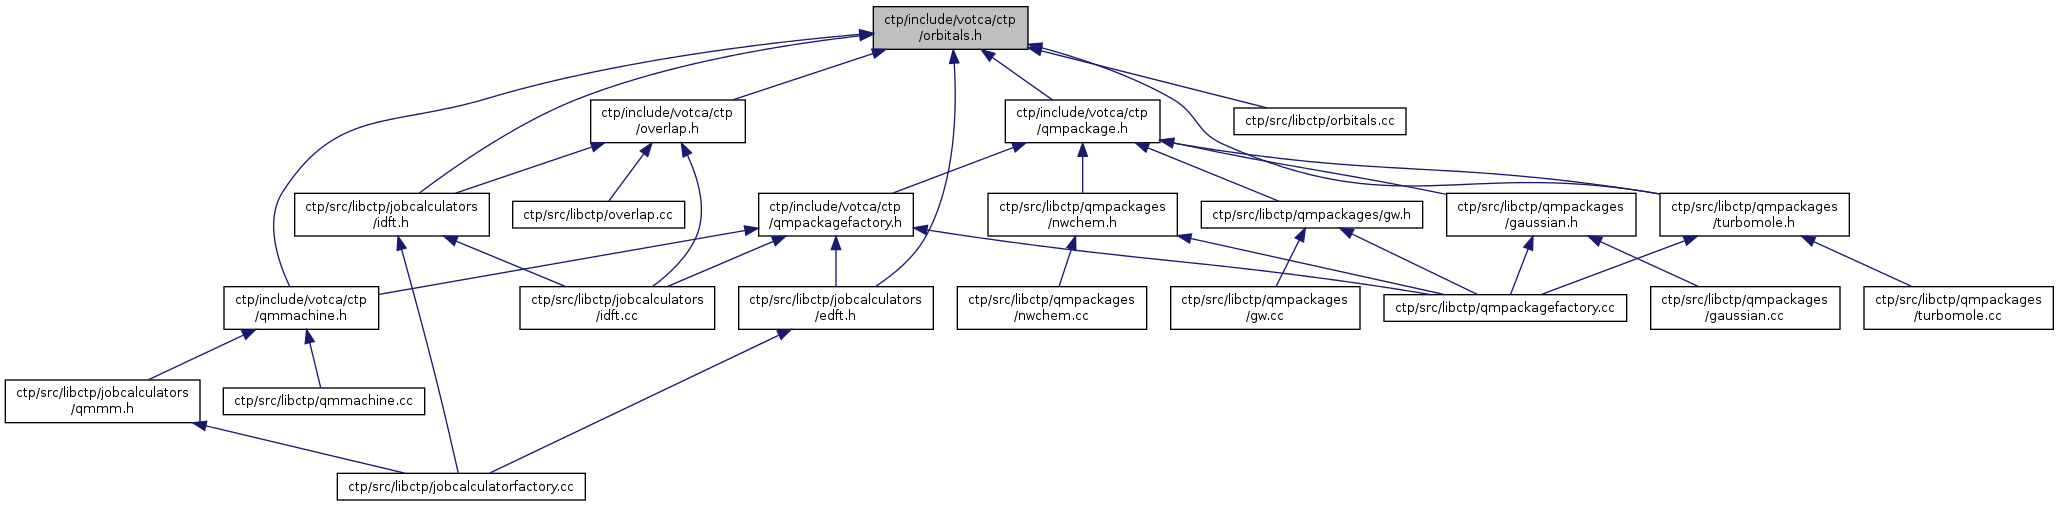 ctp/include/votca/ctp
/orbitals.h
ctp/include/votca/ctp
/overlap.h
ctp/include/votca/ctp
/qmpackage.h
ctp/src/libctp/orbitals.cc
ctp/src/libctp/jobcalculators
/idft.h
ctp/src/libctp/overlap.cc
ctp/include/votca/ctp
/qmpackagefactory.h
ctp/src/libctp/qmpackages
/nwchem.h
ctp/src/libctp/qmpackages/gw.h
ctp/src/libctp/qmpackages
/gaussian.h
ctp/src/libctp/qmpackages
/turbomole.h
ctp/include/votca/ctp
/qmmachine.h
ctp/src/libctp/jobcalculators
/idft.cc
ctp/src/libctp/jobcalculators
/edft.h
ctp/src/libctp/qmpackages
/nwchem.cc
ctp/src/libctp/qmpackages
/gw.cc
ctp/src/libctp/qmpackagefactory.cc
ctp/src/libctp/qmpackages
/gaussian.cc
ctp/src/libctp/qmpackages
/turbomole.cc
ctp/src/libctp/jobcalculators
/qmmm.h
ctp/src/libctp/qmmachine.cc
ctp/src/libctp/jobcalculatorfactory.cc